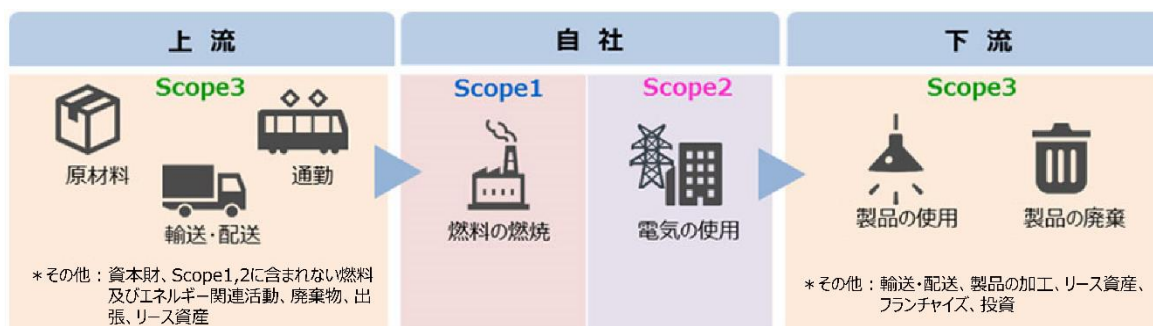 上流
自社
下流
Scope3
原材料
通勤
輸送・配送
*その他：資本財、Scope1,2に含まれない燃料
及びエネルギー関連活動、廃棄物、出
張、リース資産
Scope1
燃料の燃焼
Scope2
電気の使用
Scope3
製品の使用
製品の廃棄
*その他：輸送・配送、製品の加工、リース資産、
フランチャイズ、投資